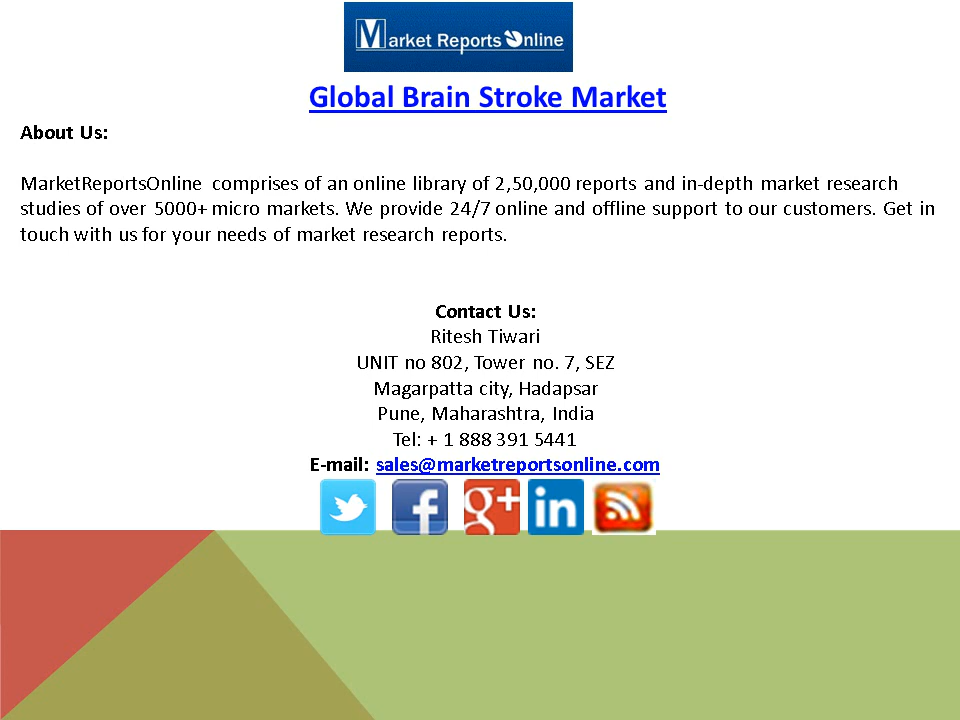 Market Reports Online
Global Brain Stroke Market
About Us:
MarketReportsOnline comprises of an online library of 2,50,000 reports and in-depth market research
studies of over 5000+ micro markets. We provide 24/7 online and offline support to our customers. Get in
touch with us for your needs of market research reports.
Contact Us:
Ritesh Tiwari
UNIT no 802, Tower no. 7, SEZ
Magarpatta city, Hadapsar
Pune, Maharashtra, India
Tel: + 1 888 391 5441
E-mail: sales@marketreportsonline.com
f g+ in